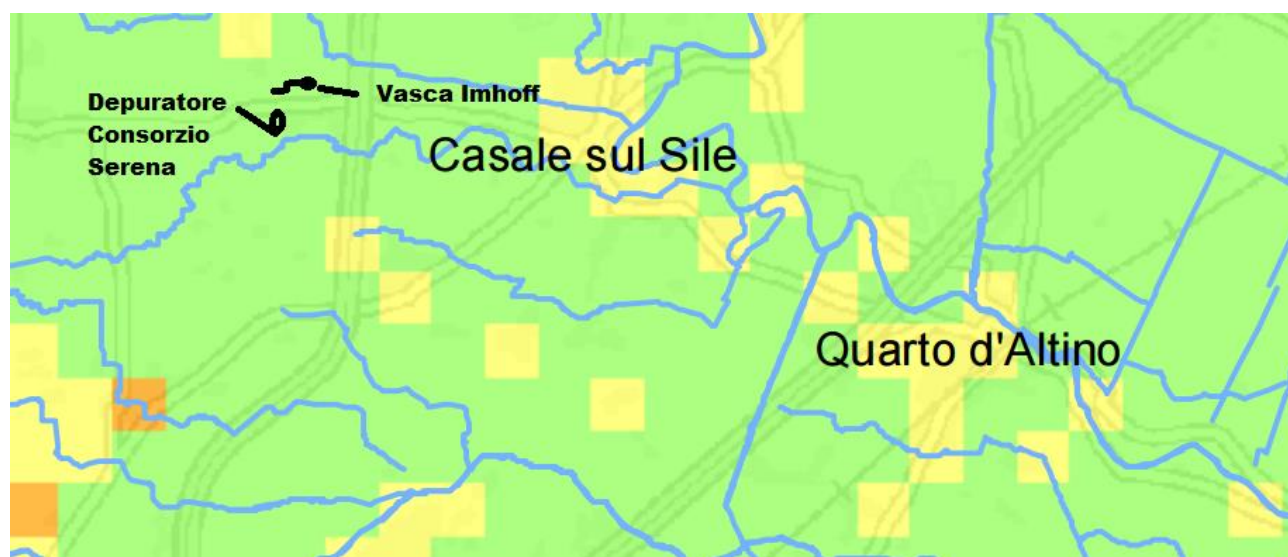 Depuratore
Consorzio
Serena
Vasca Imhoff
Casale sul Sile
Quarto d'Altino